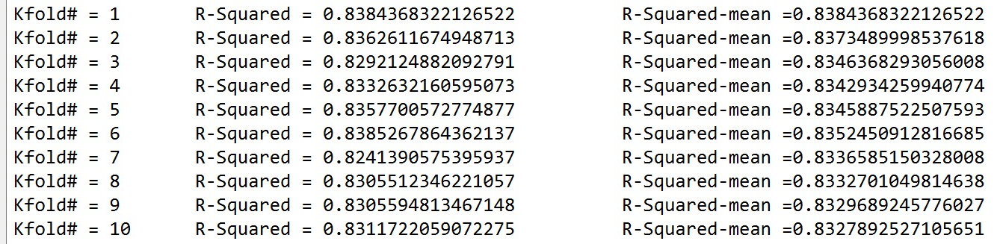 Kfold# = 1 R-Squared = 0.8384368322126522 R-Squared-mean =0.8384368322126522
Kfold# = 2 R-Squared = 0.8362611674948713 R-Squared-mean =0.8373489998537618
Kfold# = 3 R-Squared = 0.8292124882092791 R-Squared-mean =0.8346368293056008
Kfold# = 4 R-Squared = 0.8332632160595073 R-Squared-mean =0.8342934259940774
Kfold# = 5 R-Squared = 0.8357700572774877 R-Squared-mean =0.8345887522507593
Kfold# = 6 R-Squared = 0.8385267864362137 R-Squared-mean =0.8352450912816685
Kfold# = 7 R-Squared = 0.8241390575395937 R-Squared-mean =0.8336585150328008
Kfold# = 8 R-Squared = 0.8305512346221057 R-Squared-mean =0.8332701049814638
Kfold# = 9 R-Squared = 0.8305594813467148 R-Squared-mean =0.8329689245776027
Kfold# = 10 R-Squared = 0.8311722059072275 R-Squared-mean =0.8327892527105651